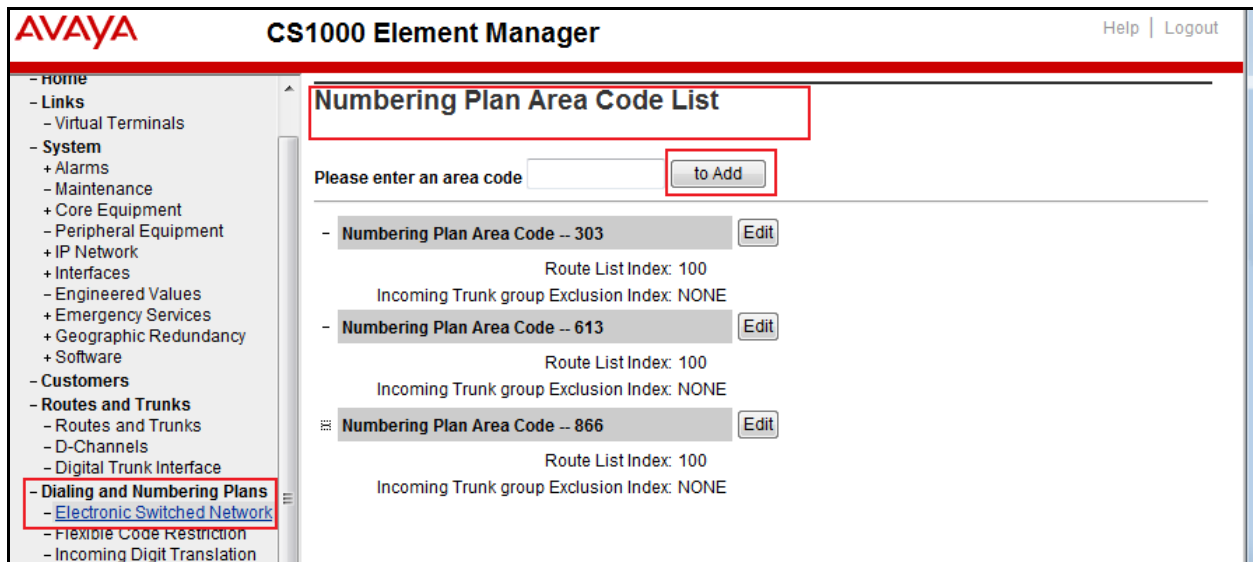 AVAYA
CS1000 Element Manager
Help | Logout
- Home
- Links
- Virtual Terminals
- System
+ Alarms
- Maintenance
+ Core Equipment
- Peripheral Equipment
+ IP Network
+ Interfaces
- Engineered Values
+ Emergency Services
+ Geographic Redundancy
+ Software
- Customers
- Routes and Trunks
- Routes and Trunks
- D-Channels
- Digital Trunk Interface
- Dialing and Numbering Plans
- Electronic Switched Network
- Flexible Code Restriction
- Incoming Digit Translation
Numbering Plan Area Code List
Please enter an area code
to Add
- Numbering Plan Area Code -- 303
Edit
Route List Index: 100
Incoming Trunk group Exclusion Index: NONE
- Numbering Plan Area Code -- 613
Edit
Route List Index: 100
Incoming Trunk group Exclusion Index: NONE
Numbering Plan Area Code -- 866
Edit
Route List Index: 100
Incoming Trunk group Exclusion Index: NONE